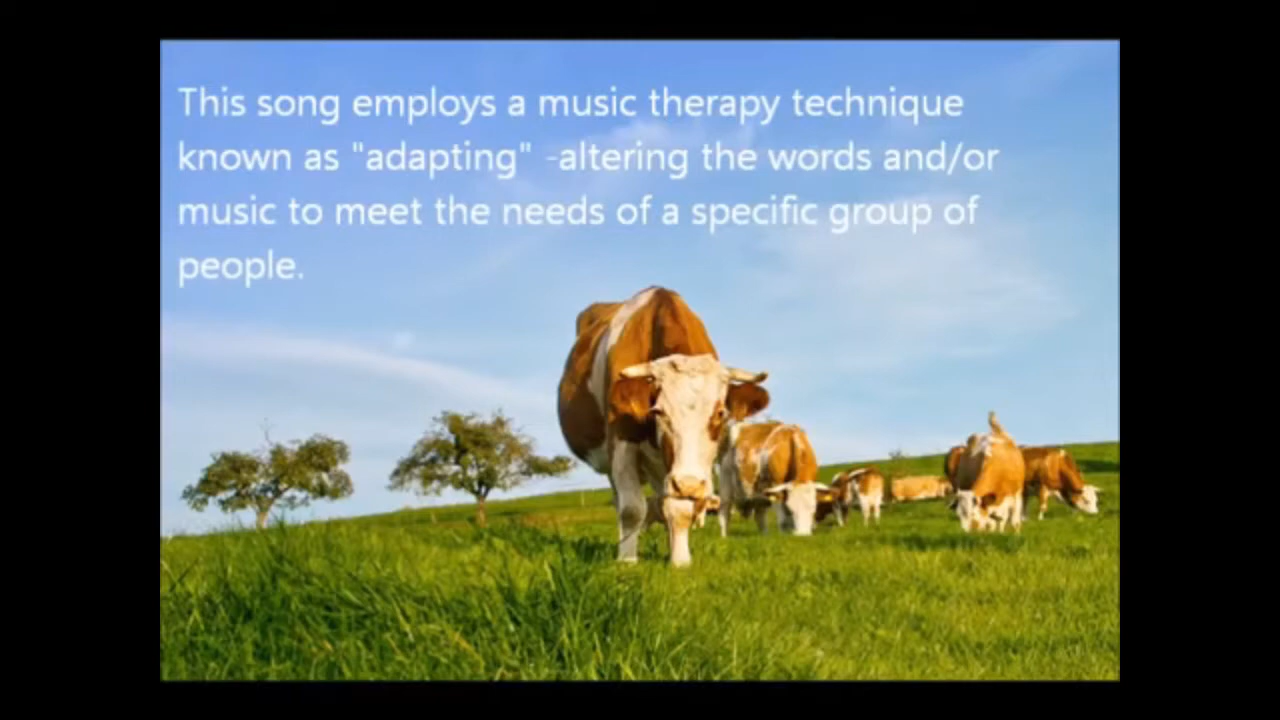 This song employs a music therapy technique
known as "adapting" -altering the words and/or
music to meet the needs of a specific group of
people.